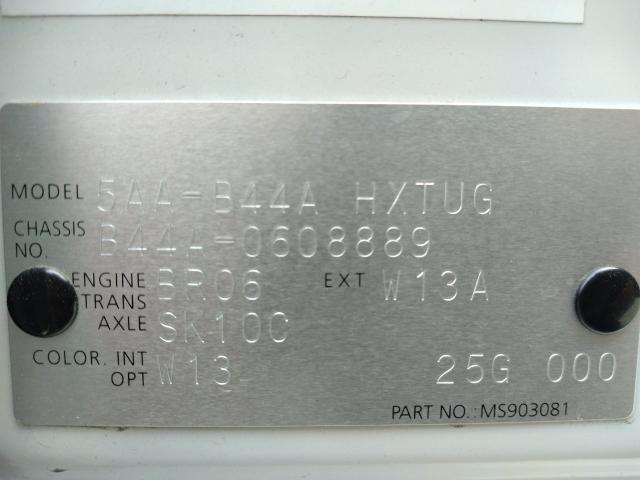 MODEL 5AA-B44A HXTUG
CHASSIS NO. B44A-0608889
ENGINE BR06 EXT W13A
TRANS
AXLE SK10C
COLOR. INT W13
OPT 25G 000
PART NO.:MS903081